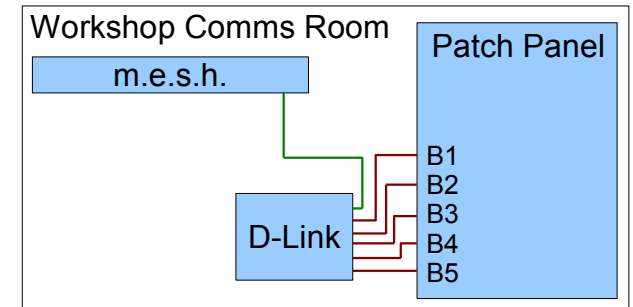 Workshop Comms Room
m.e.s.h.
Patch Panel
B1
B2
B3
B4
B5
D-Link